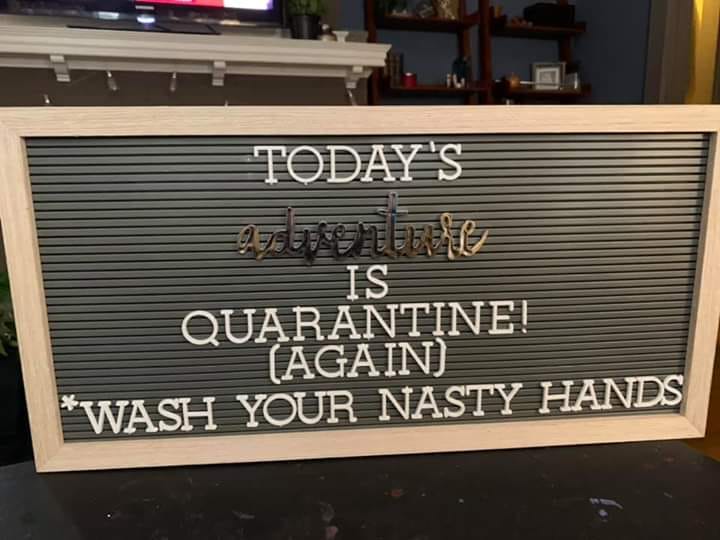 TODAY'S
adventure
IS
QUARANTINE!
(AGAIN)
*WASH YOUR NASTY HANDS